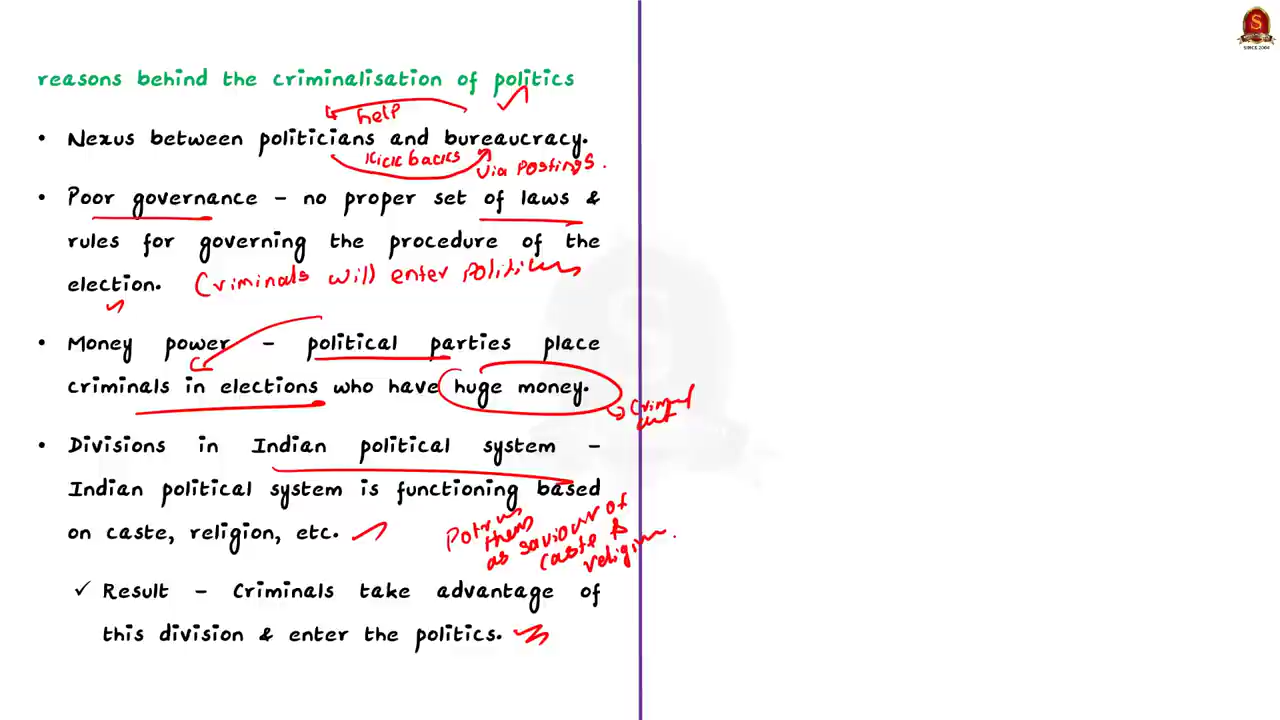 S
SINCE 2004
reasons behind the criminalisation of politics
help
• Nexus between politicians and bureaucracy.
Kick backs
via postings.
• Poor governance – no proper set of laws &
rules for governing the procedure of the
election. Criminals will enter Politics
• Money power – political parties place
criminals in elections who have huge money.
• Divisions in Indian political system –
Indian political system is functioning based
on caste, religion, etc.
them
as saviour of
caste &
religion.
✓ Result – Criminals take advantage of
this division & enter the politics.